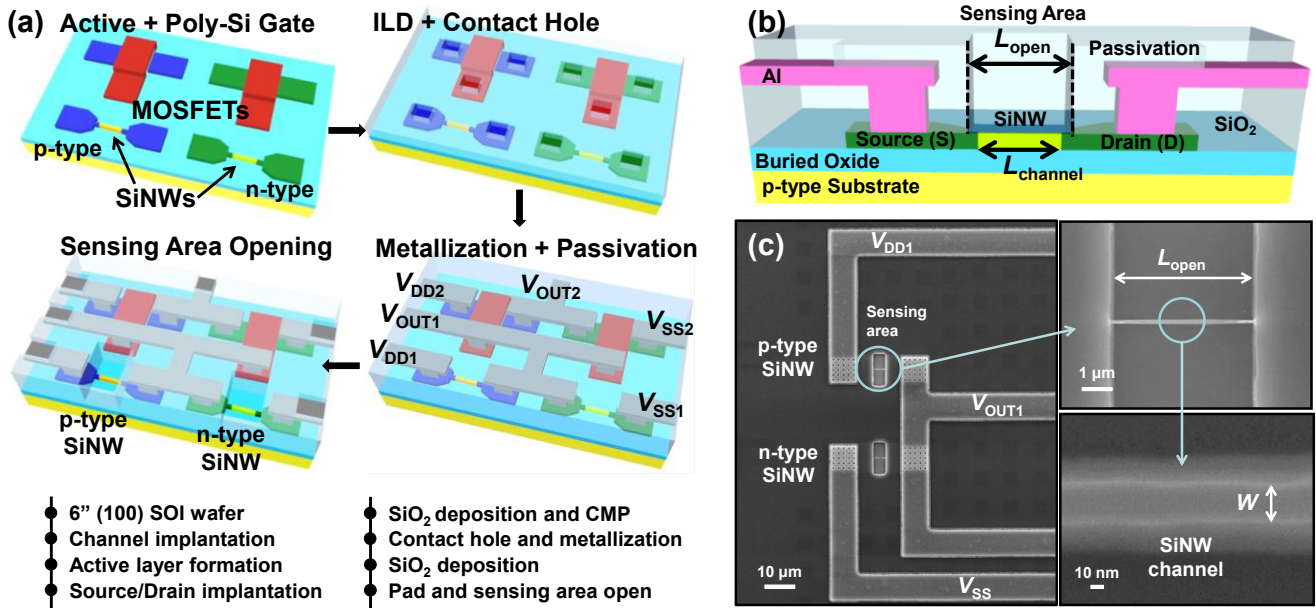 (a)
Active + Poly-Si Gate
MOSFETs
p-type
SiNWs
n-type
ILD + Contact Hole
Sensing Area Opening
p-type
SiNW
n-type
SiNW
Metallization + Passivation
VDD2
VOUT2
VOUT1
VSS2
VDD1
VSS1
6” (100) SOI wafer
Channel implantation
Active layer formation
Source/Drain implantation
SiO2 deposition and CMP
Contact hole and metallization
SiO2 deposition
Pad and sensing area open
(b)
Sensing Area
Lopen
Passivation
Al
SiNW
SiO2
Source (S)
Drain (D)
Buried Oxide
Lchannel
p-type Substrate
(c)
VDD1
Sensing
area
p-type
SiNW
VOUT1
n-type
SiNW
VSS
10 μm
Lopen
1 μm
W
SiNW
channel
10 nm